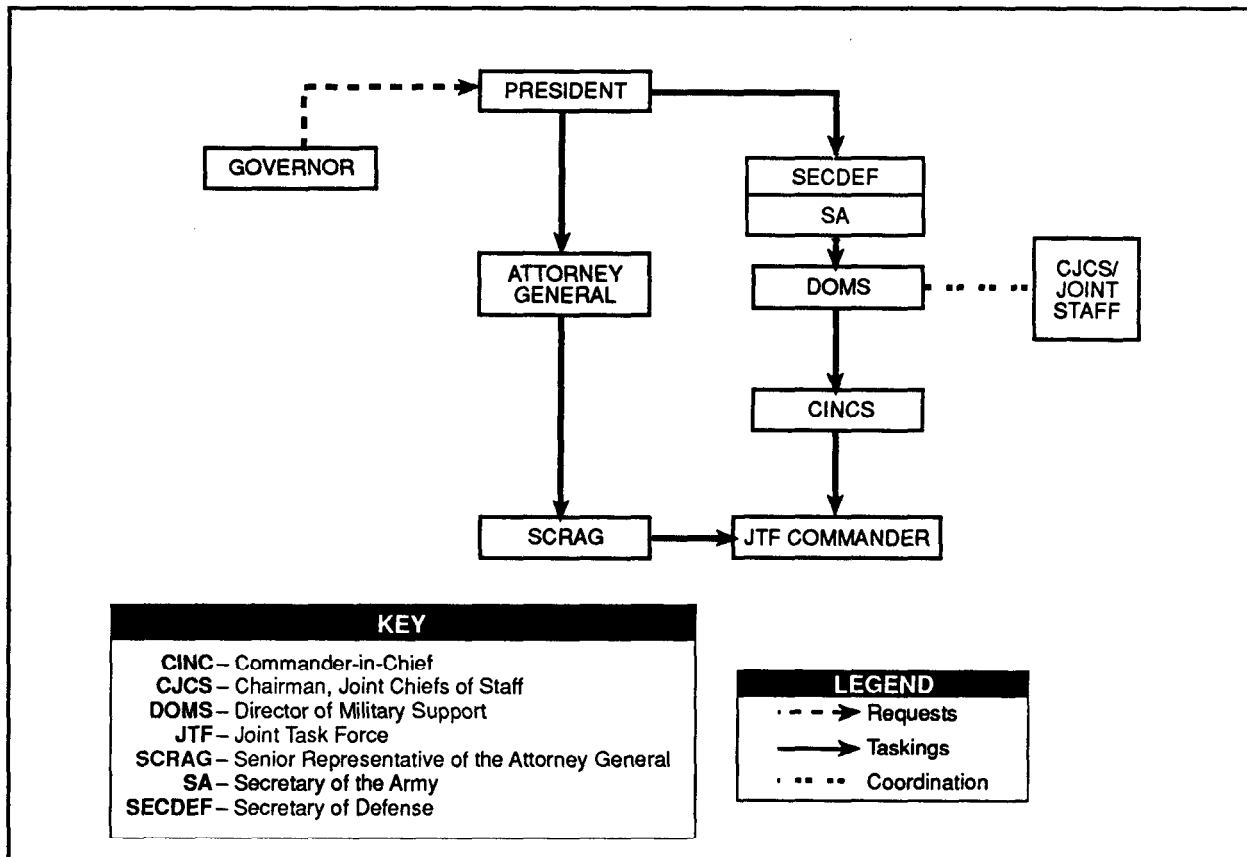 PRESIDENT
GOVERNOR
SECDEF
SA
ATTORNEY
GENERAL
DOMS
CJCS/
JOINT
STAFF
CINCS
SCRAG
JTF COMMANDER
KEY
CINC – Commander-in-Chief
CJCS – Chairman, Joint Chiefs of Staff
DOMS – Director of Military Support
JTF – Joint Task Force
SCRAG – Senior Representative of the Attorney General
SA – Secretary of the Army
SECDEF – Secretary of Defense
LEGEND
Requests
Taskings
Coordination